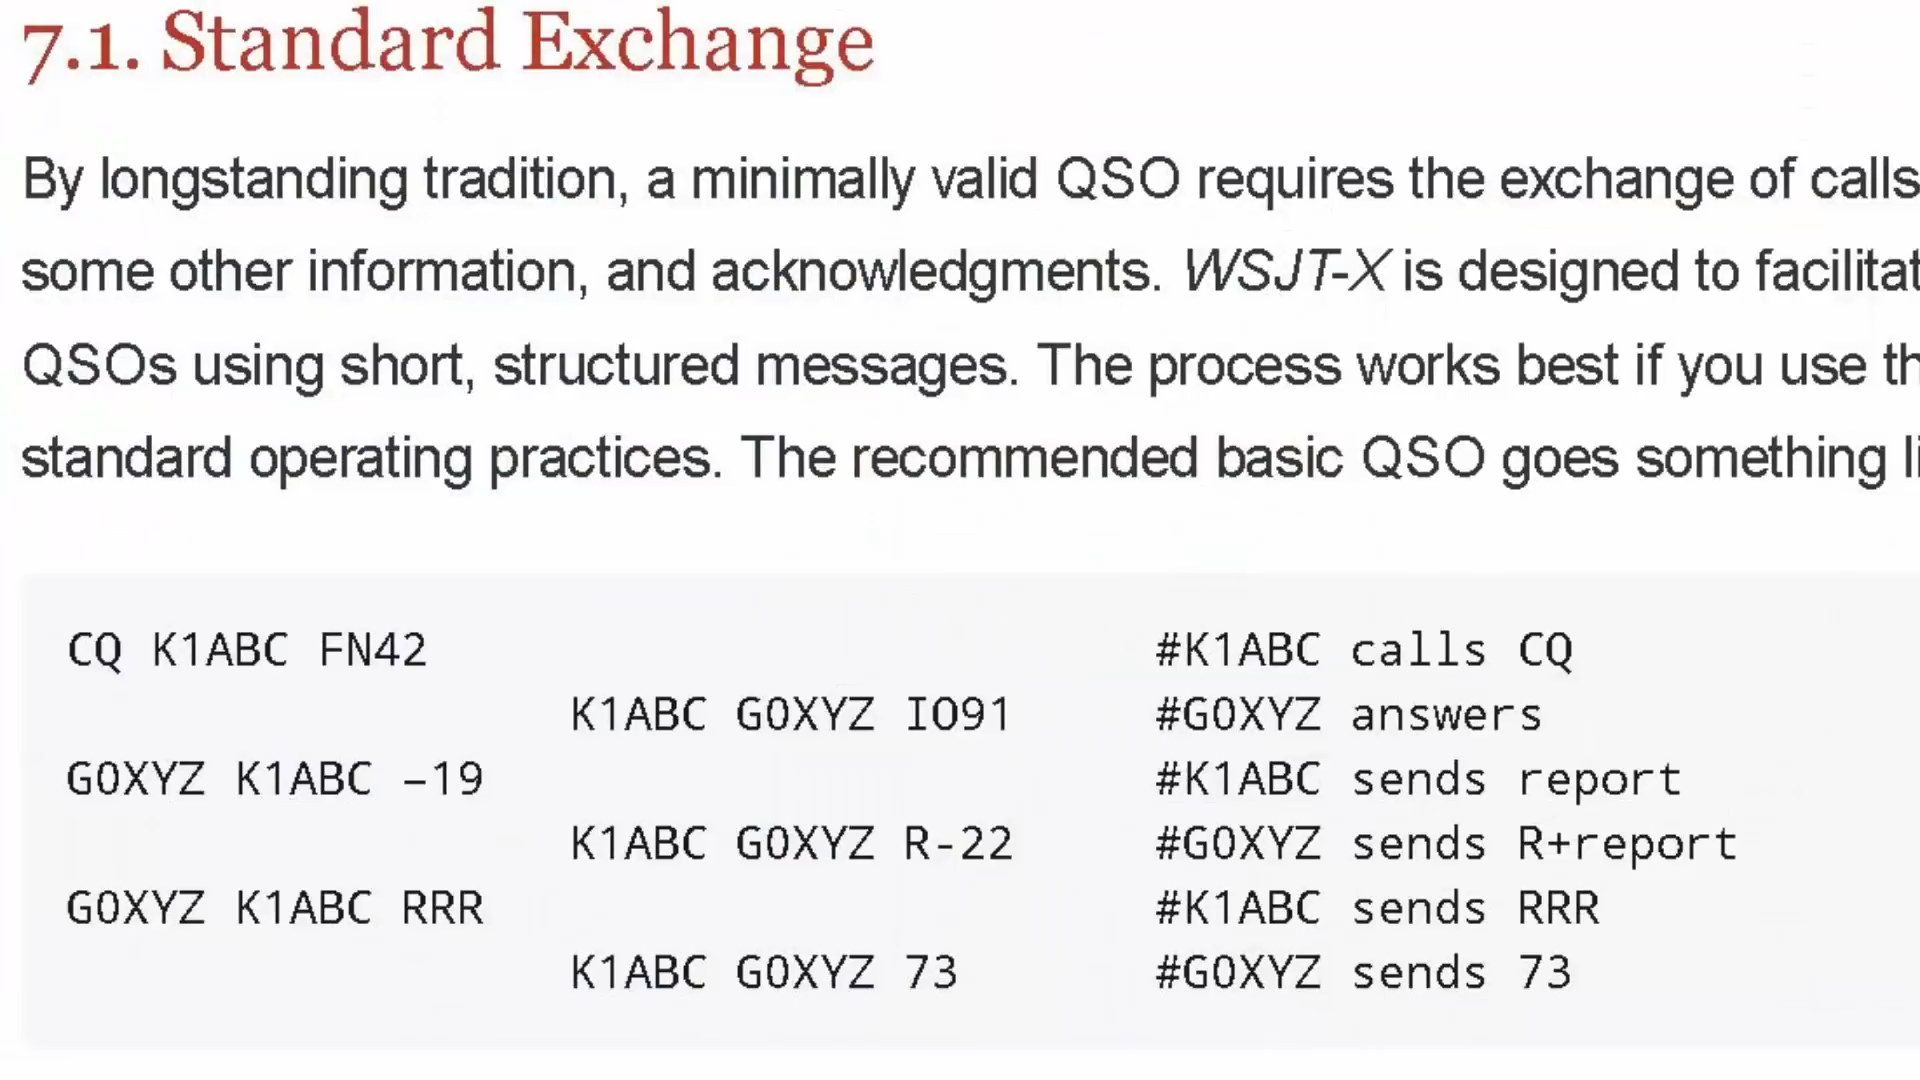 7.1. Standard Exchange
By longstanding tradition, a minimally valid QSO requires the exchange of calls
some other information, and acknowledgments. WSJT-X is designed to
QSOs using short, structured messages. The process works best if you use
standard operating practices. The recommended basic QSO goes something
CQ K1ABC FN42 #K1ABC calls CQ
K1ABC G0XYZ IO91 #G0XYZ answers
G0XYZ K1ABC –19 #K1ABC sends report
K1ABC G0XYZ R-22 #G0XYZ sends R+report
G0XYZ K1ABC RRR #K1ABC sends RRR
K1ABC G0XYZ 73 #G0XYZ sends 73